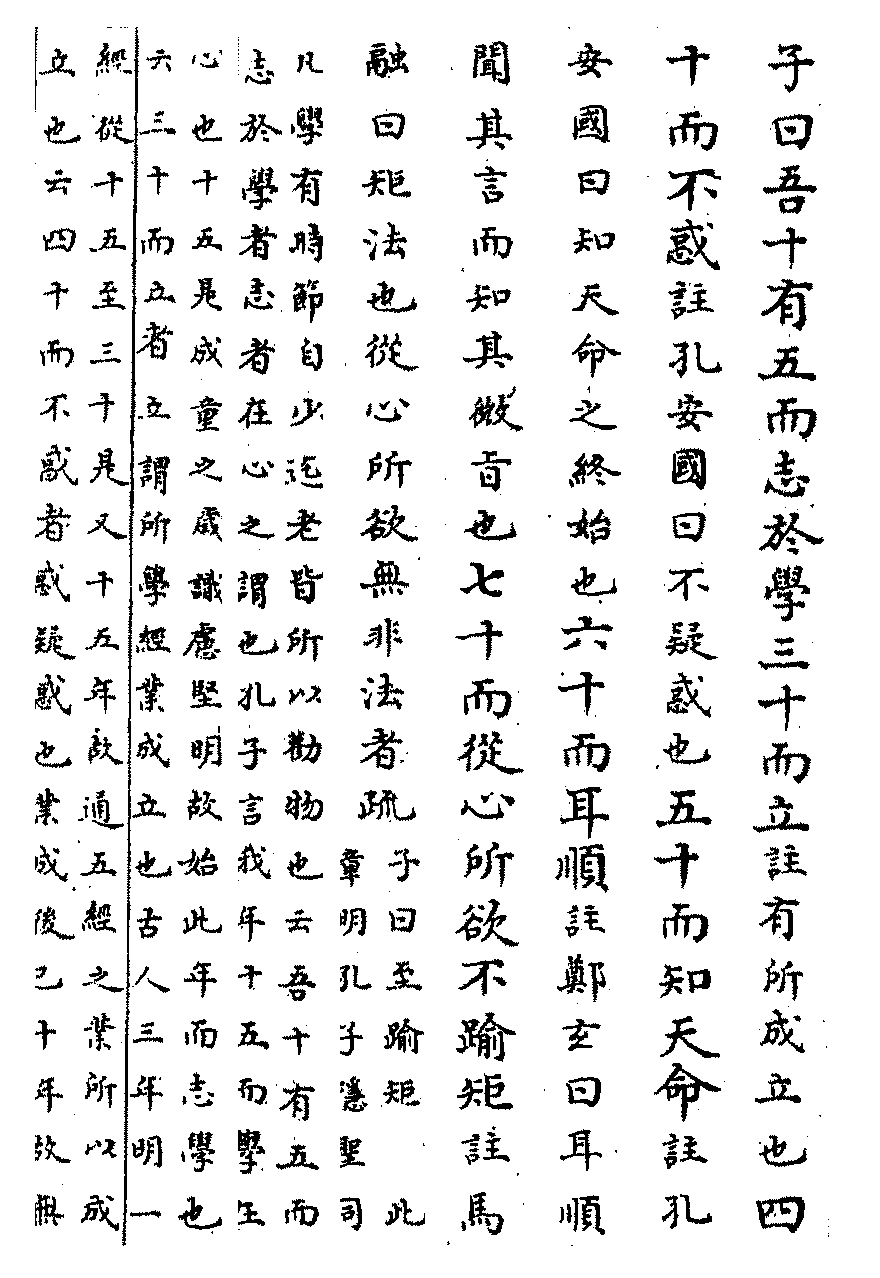 子曰吾十有五而志於學三十而立註有所成立也四
十而不惑註孔安國曰不疑惑也五十而知天命註孔
安國曰知天命之終始也六十而耳順註鄭玄曰耳順
聞其言而知其微旨也七十而從心所欲不踰矩註馬
融曰矩法也從心所欲無非法者疏
子曰至踰矩 此
章明孔子隱聖同
凡學有時節自少迄老皆所以勸物也云吾十有五而
志於學者志者在心之謂也孔子言我年十五而學在
心也十五是成童之歲識慮堅明故始此年而志學也
云三十而立者立謂所學經業成立也古人三年明一
經從十五至三十是又十五年故通五經之業所以成
立也云四十而不惑者惑疑惑也業成後已十年故無